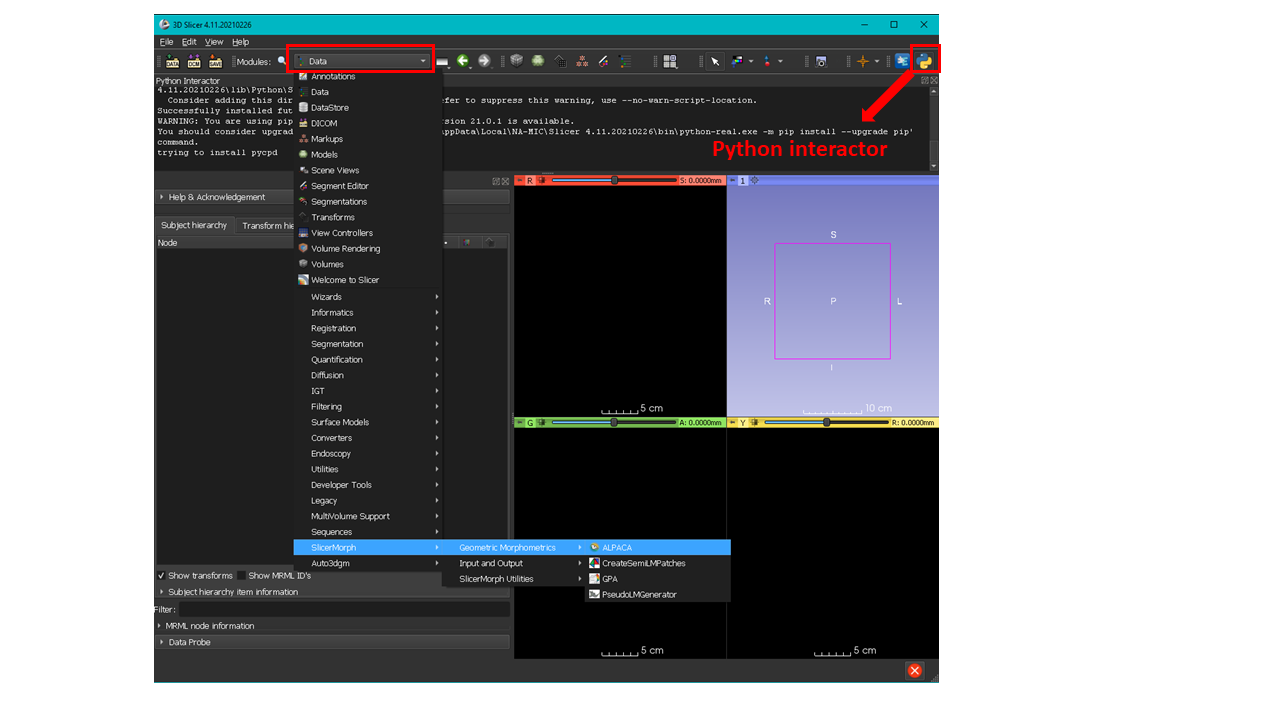 3D Slicer 4.11.20210226
File Edit View Help
DATA DCM SAVE Modules: Data
Python Interactor
4.11.20210226\lib\Python\S
Consider adding this dir efer to suppress this warning, use --no-warn-script-location.
Successfully installed fut
WARNING: You are using pip rsion 21.0.1 is available.
You should consider upgrad AppData\Local\NA-MIC\Slicer 4.11.20210226\bin\python-real.exe -m pip install --upgrade pip'
command.
trying to install pycpd
Python interactor
Annotations
Data
DataStore
DICOM
Markups
Models
Scene Views
Segment Editor
Segmentations
Transforms
View Controllers
Volume Rendering
Volumes
Welcome to Slicer
Wizards
Informatics
Registration
Segmentation
Quantification
Diffusion
IGT
Filtering
Surface Models
Converters
Endoscopy
Utilities
Developer Tools
Legacy
MultiVolume Support
Sequences
SlicerMorph
Auto3dgm
Geometric Morphometrics
Input and Output
SlicerMorph Utilities
ALPACA
CreateSemiLMPatches
GPA
PseudoLMGenerator
Help & Acknowledgement
Subject hierarchy Transform hie
Node
Show transforms Show MRML ID's
Subject hierarchy item information
Filter:
MRML node information
Data Probe
R S: 0.0000mm
5 cm
1
S
R P L
I
10 cm
G A: 0.0000mm
5 cm
Y R: 0.0000mm
5 cm